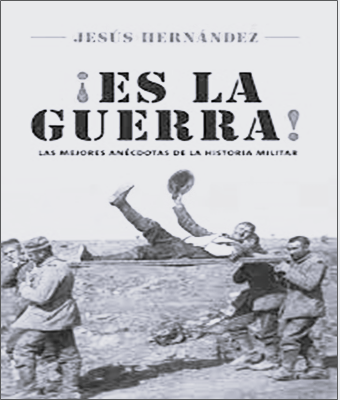 JESÚS HERNÁNDEZ
¡ES LA
GUERRA!
LAS MEJORES ANÉCDOTAS DE LA HISTORIA MILITAR